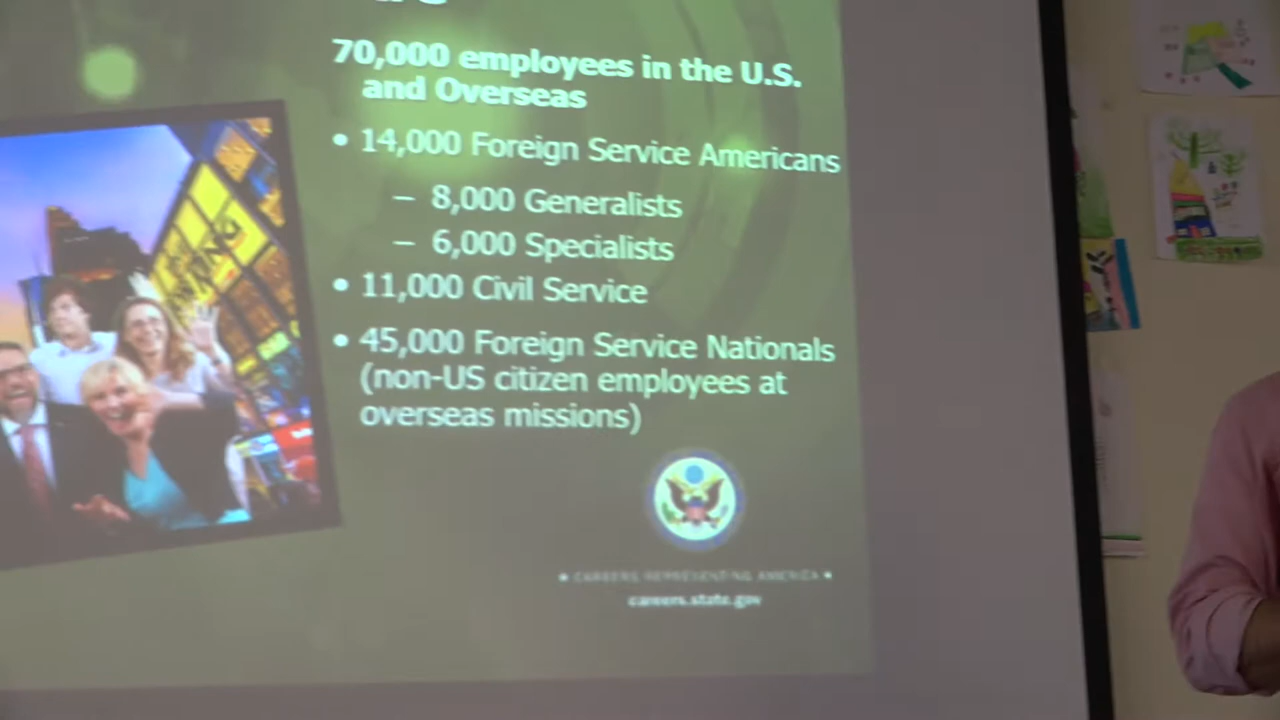 70,000 employees in the U.S.
and Overseas
• 14,000 Foreign Service Americans
– 8,000 Generalists
– 6,000 Specialists
• 11,000 Civil Service
• 45,000 Foreign Service Nationals
(non-US citizen employees at
overseas missions)
★ CAREERS REPRESENTING AMERICA ★
careers.state.gov